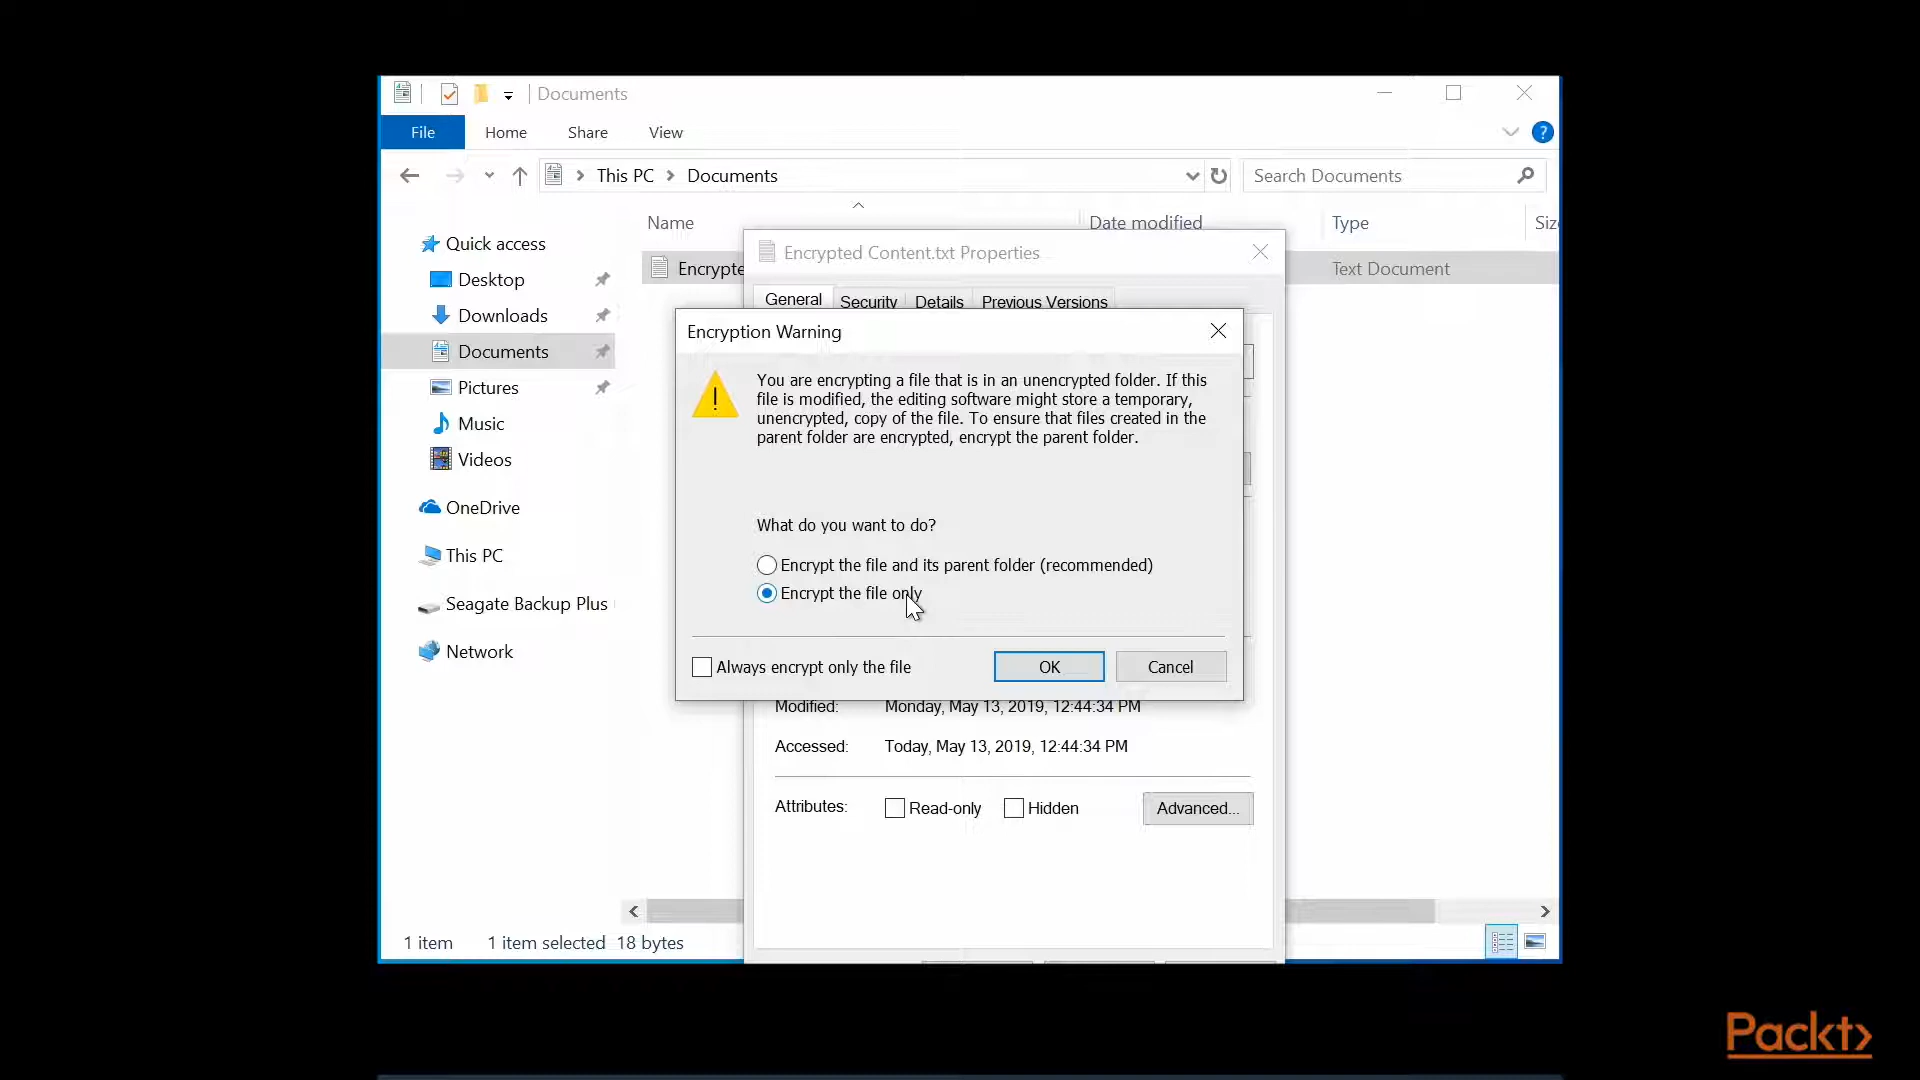 Documents
File
Home
Share
View
?
This PC
Documents
Search Documents
Name
Date modified
Type
Quick access
Desktop
Downloads
Documents
Pictures
Music
Videos
OneDrive
This PC
Seagate Backup Plus
Network
Text Document
Encrypted Content.txt Properties
General
Security
Details
Previous Versions
Encryption Warning
You are encrypting a file that is in an unencrypted folder. If this
file is modified, the editing software might store a temporary,
unencrypted, copy of the file. To ensure that files created in the
parent folder are encrypted, encrypt the parent folder.
What do you want to do?
Encrypt the file and its parent folder (recommended)
Encrypt the file only
Always encrypt only the file
OK
Cancel
Modified: Monday, May 13, 2019, 12:44:34 PM
Accessed: Today, May 13, 2019, 12:44:34 PM
Attributes:
Read-only
Hidden
Advanced...
1 item
1 item selected
18 bytes
Packt